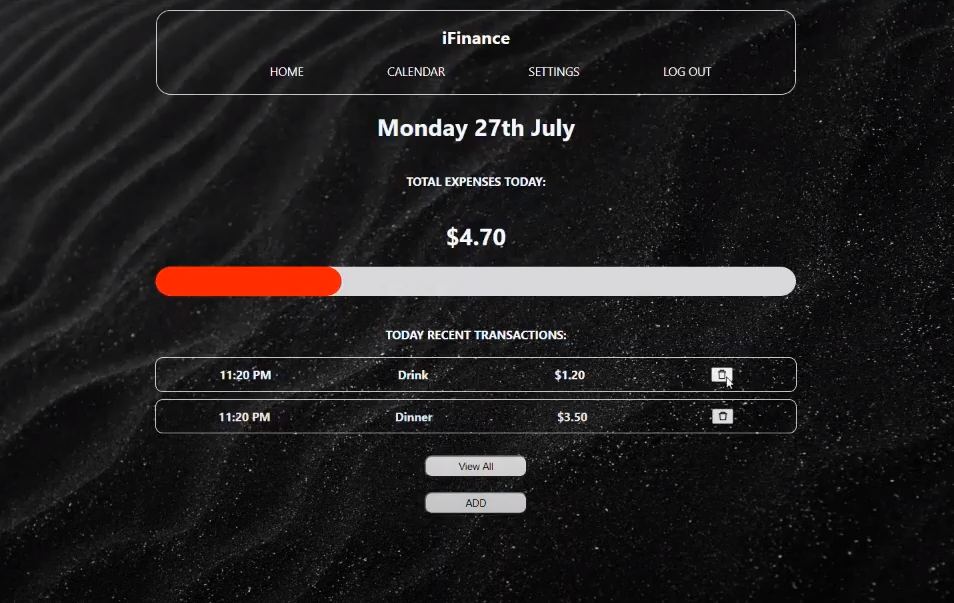 iFinance
HOME CALENDAR SETTINGS LOG OUT
Monday 27th July
TOTAL EXPENSES TODAY:
$4.70
TODAY RECENT TRANSACTIONS:
11:20 PM Drink $1.20
11:20 PM Dinner $3.50
View All
ADD